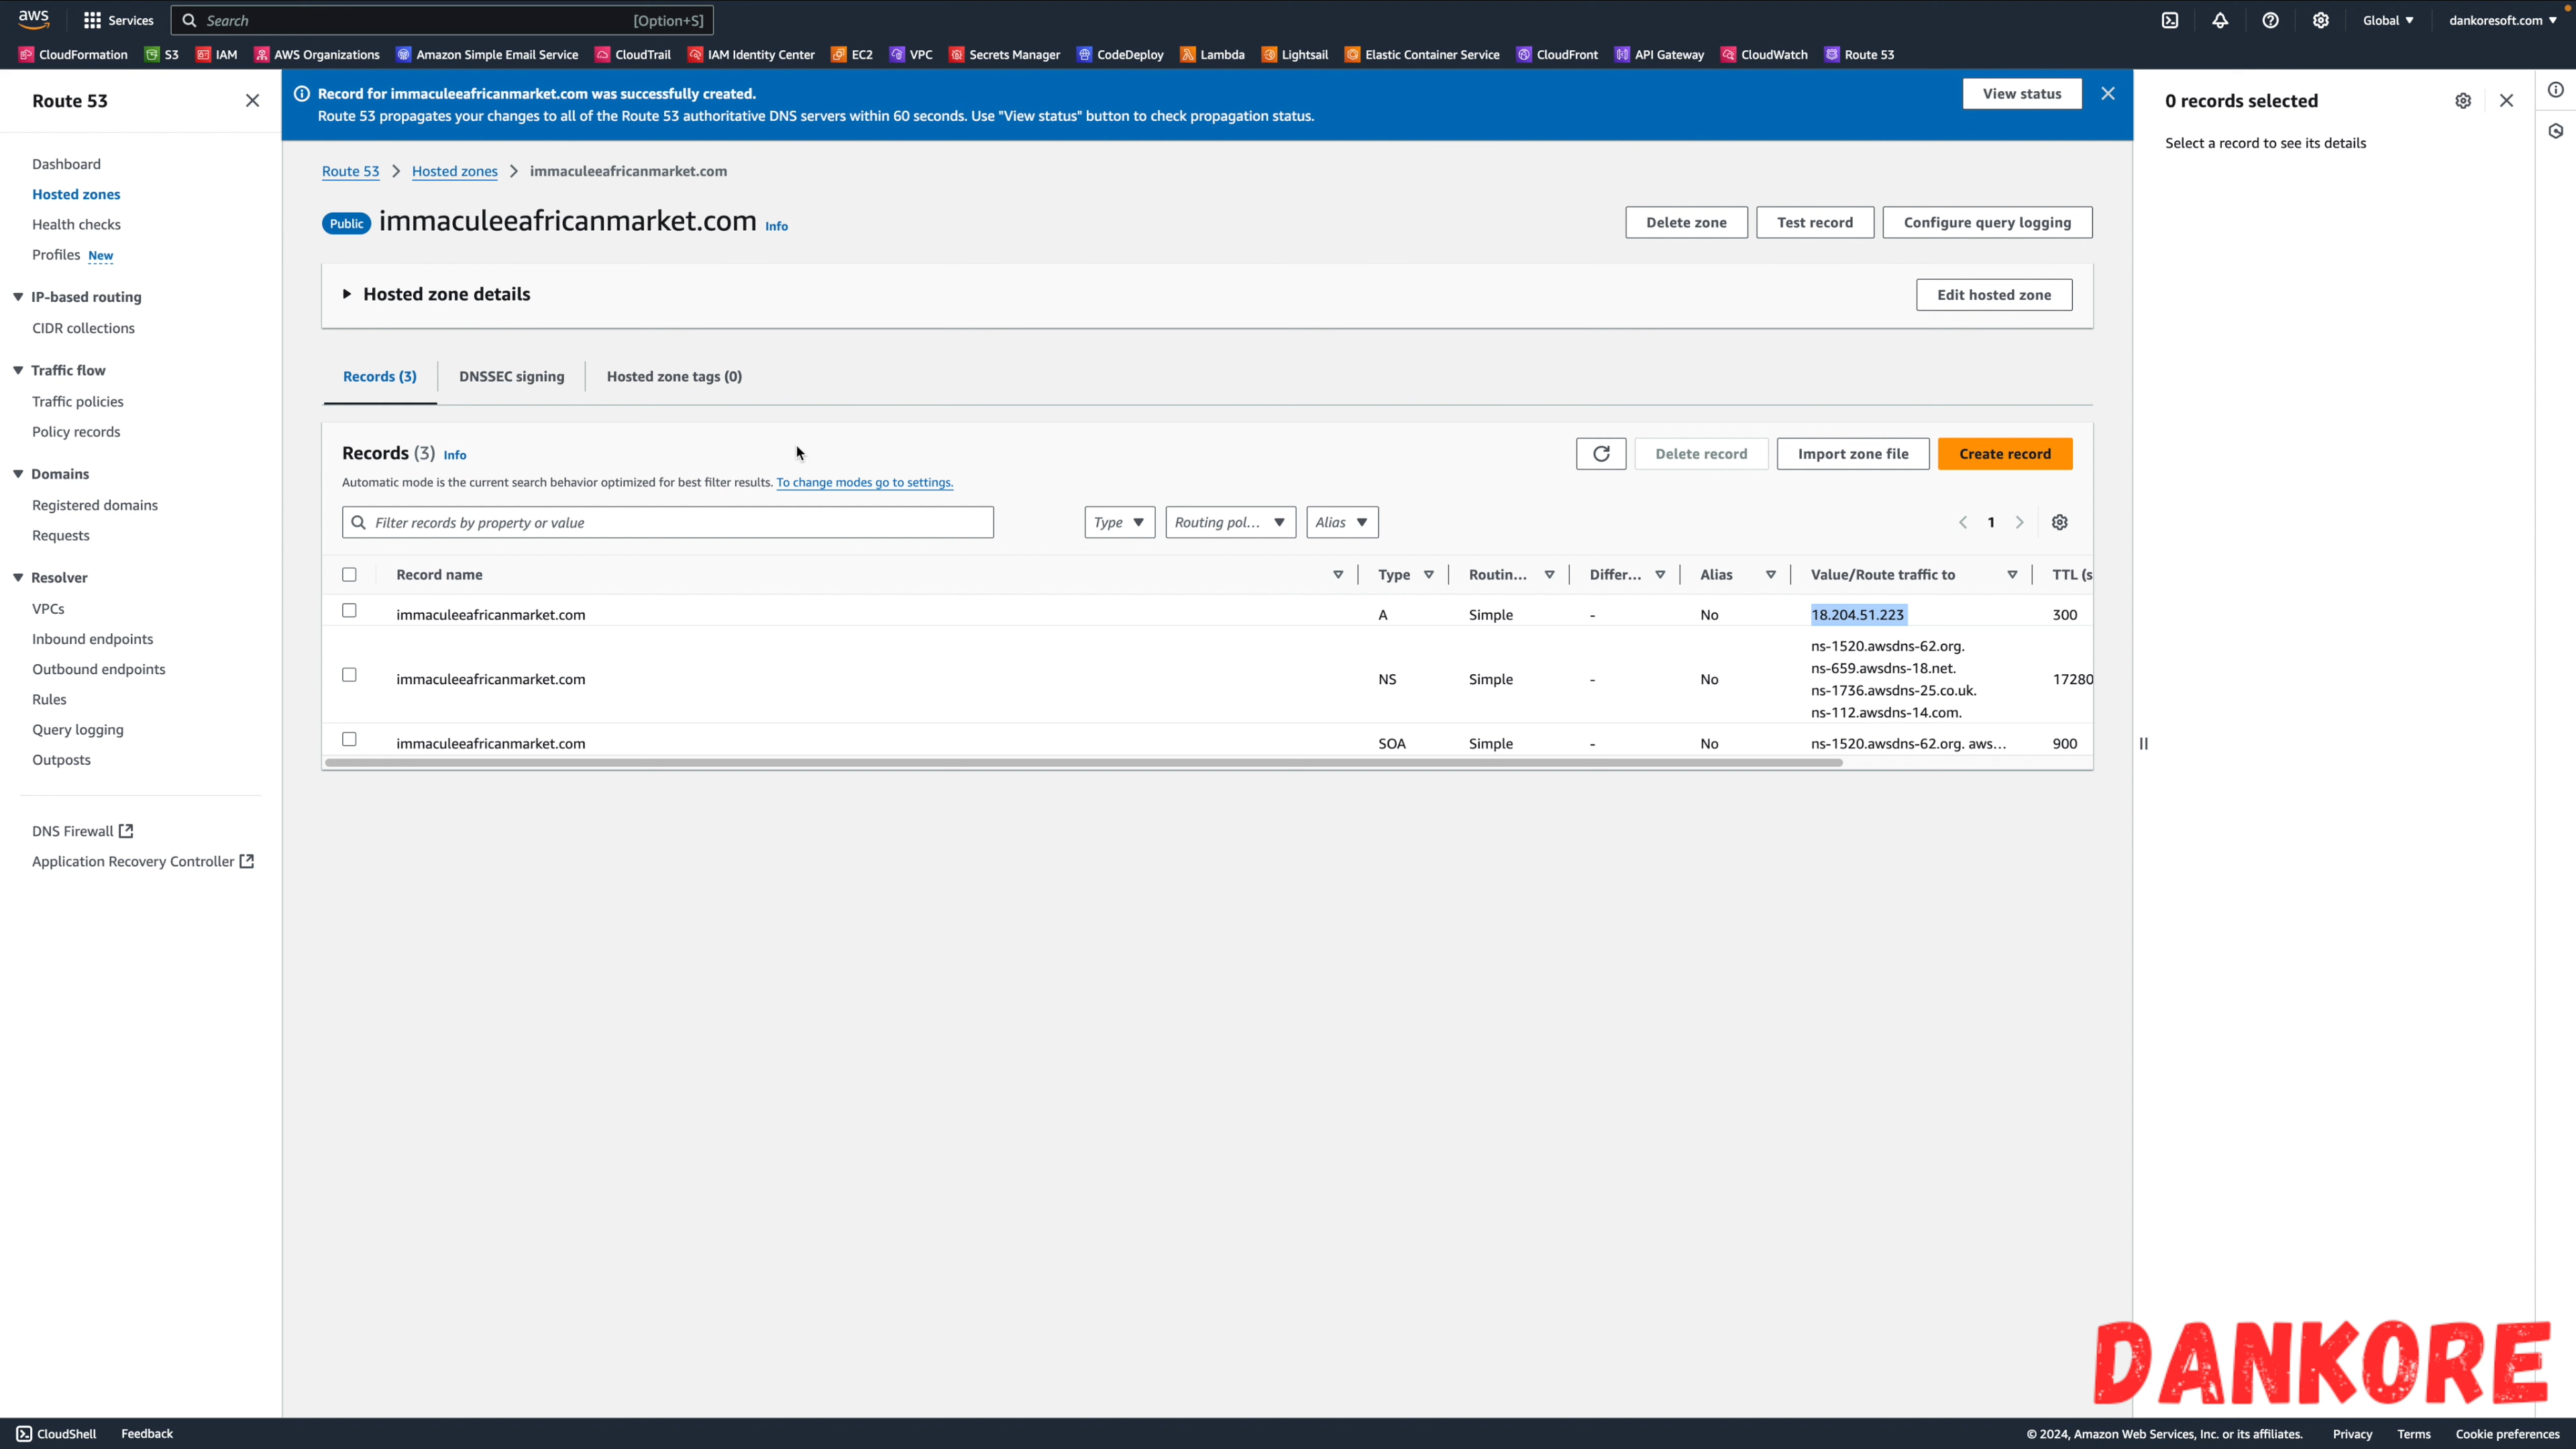 aws
Services
Search
[Option+S]
Global
dankoresoft.com
CloudFormation
S3
IAM
AWS Organizations
Amazon Simple Email Service
CloudTrail
IAM Identity Center
EC2
VPC
Secrets Manager
CodeDeploy
Lambda
Lightsail
Elastic Container Service
CloudFront
API Gateway
CloudWatch
Route 53
Route 53
Dashboard
Hosted zones
Health checks
Profiles New
IP-based routing
CIDR collections
Traffic flow
Traffic policies
Policy records
Domains
Registered domains
Requests
Resolver
VPCs
Inbound endpoints
Outbound endpoints
Rules
Query logging
Outposts
DNS Firewall
Application Recovery Controller
Record for immaculeeafricanmarket.com was successfully created.
Route 53 propagates your changes to all of the Route 53 authoritative DNS servers within 60 seconds. Use "View status" button to check propagation status.
View status
Route 53 > Hosted zones > immaculeeafricanmarket.com
Public immaculeeafricanmarket.com Info
Delete zone
Test record
Configure query logging
Hosted zone details
Edit hosted zone
Records (3)
DNSSEC signing
Hosted zone tags (0)
Records (3) Info
Delete record
Import zone file
Create record
Automatic mode is the current search behavior optimized for best filter results. To change modes go to settings.
Filter records by property or value
Type
Routing pol...
Alias
1
Record name Type Routin... Differ... Alias Value/Route traffic to TTL (s
immaculeeafricanmarket.com A Simple - No 18.204.51.223 300
immaculeeafricanmarket.com NS Simple - No ns-1520.awsdns-62.org.
ns-659.awsdns-18.net.
ns-1736.awsdns-25.co.uk.
ns-112.awsdns-14.com.
17280
immaculeeafricanmarket.com SOA Simple - No ns-1520.awsdns-62.org. aws... 900
0 records selected
Select a record to see its details
DANKORE
CloudShell
Feedback
© 2024, Amazon Web Services, Inc. or its affiliates.
Privacy
Terms
Cookie preferences